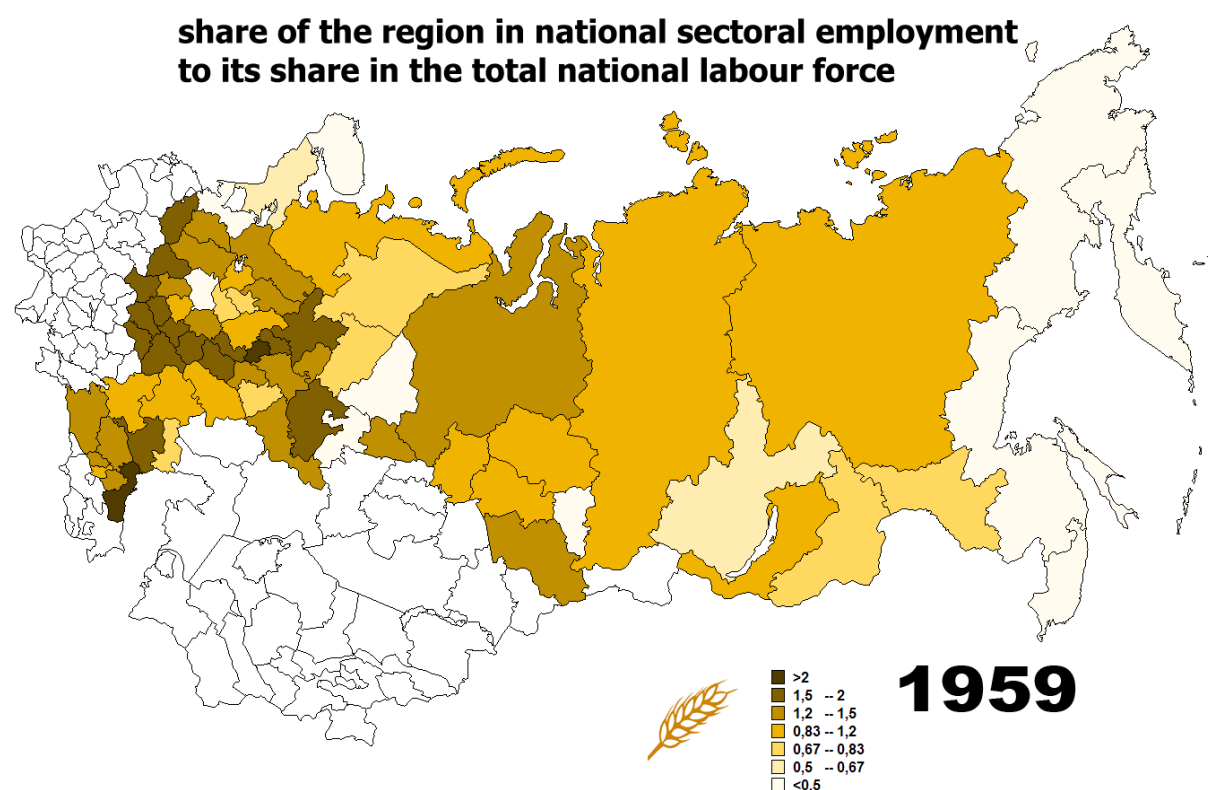 share of the region in national sectoral employment
to its share in the total national labour force
1959
>2
1,5 -- 2
1,2 -- 1,5
0,83 -- 1,2
0,67 -- 0,83
0,5 -- 0,67
<0,5